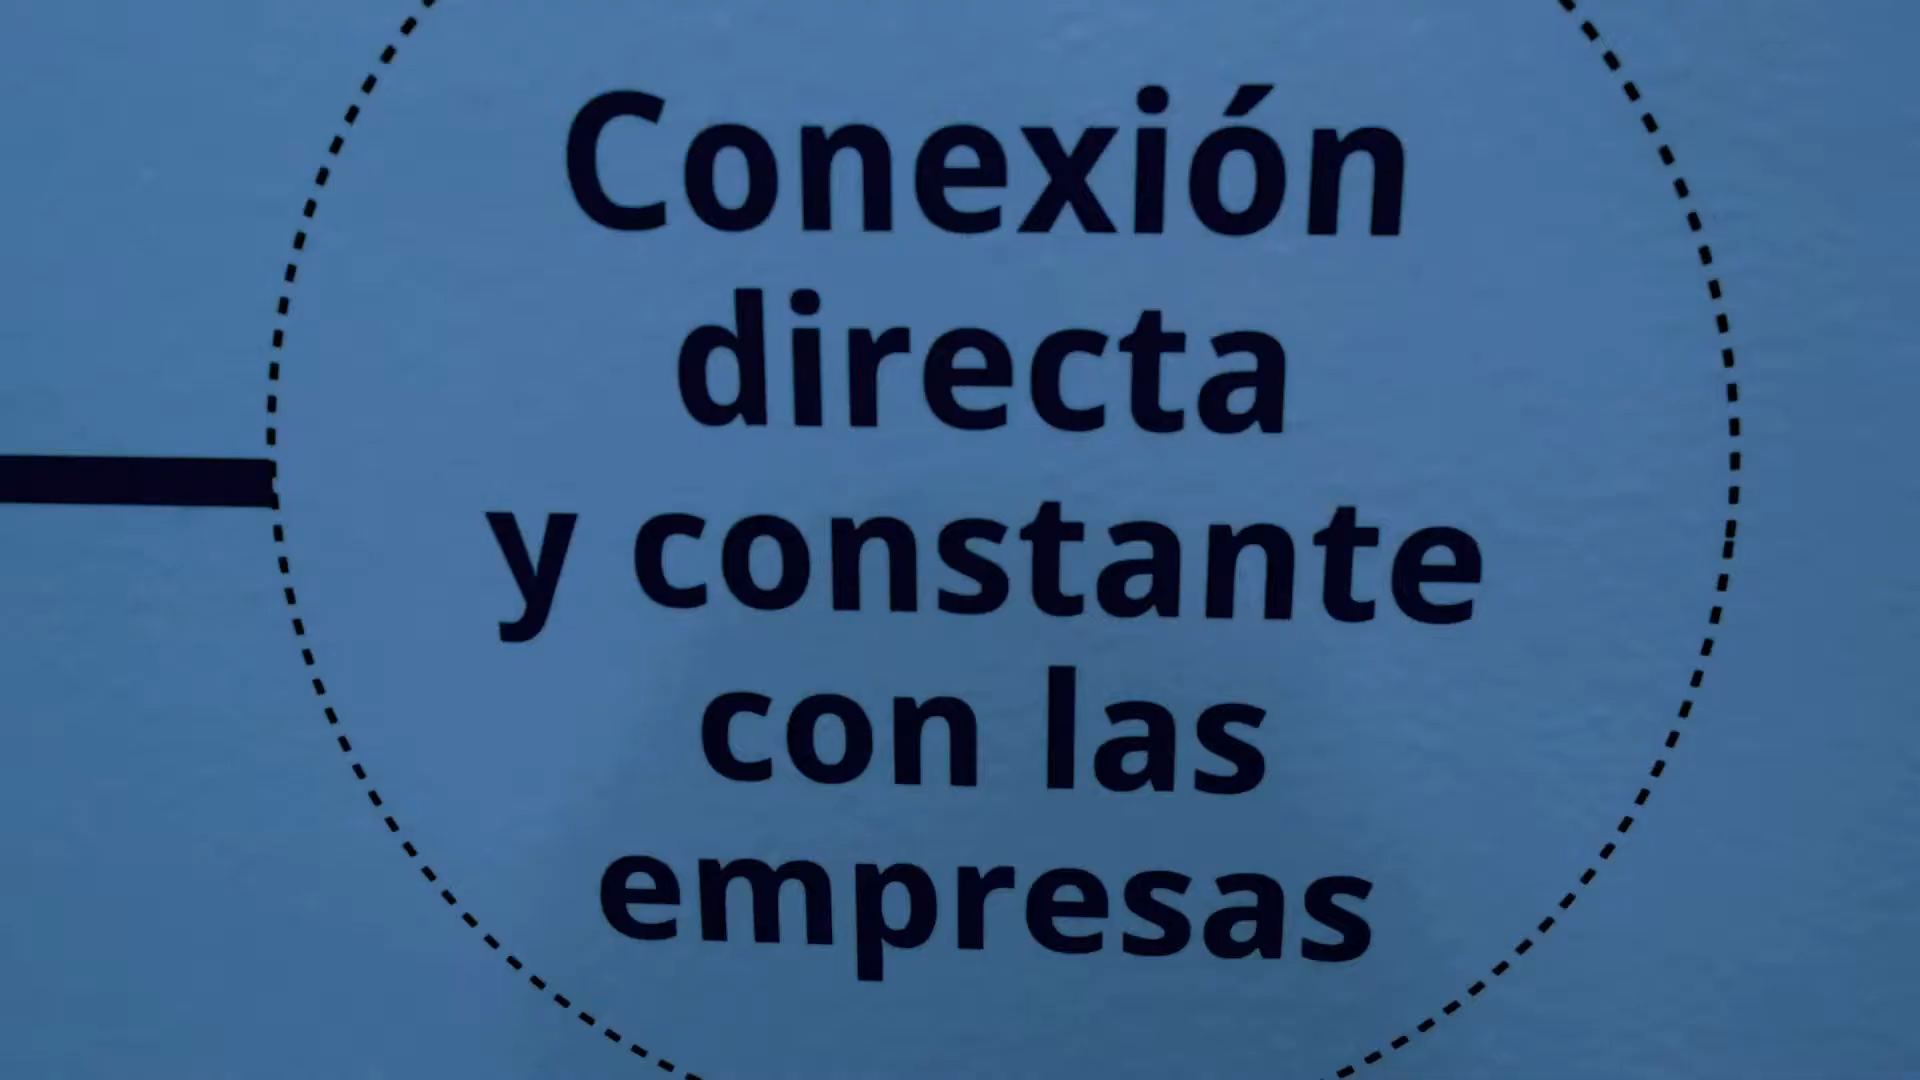 Conexión
directa
y constante
con las
empresas